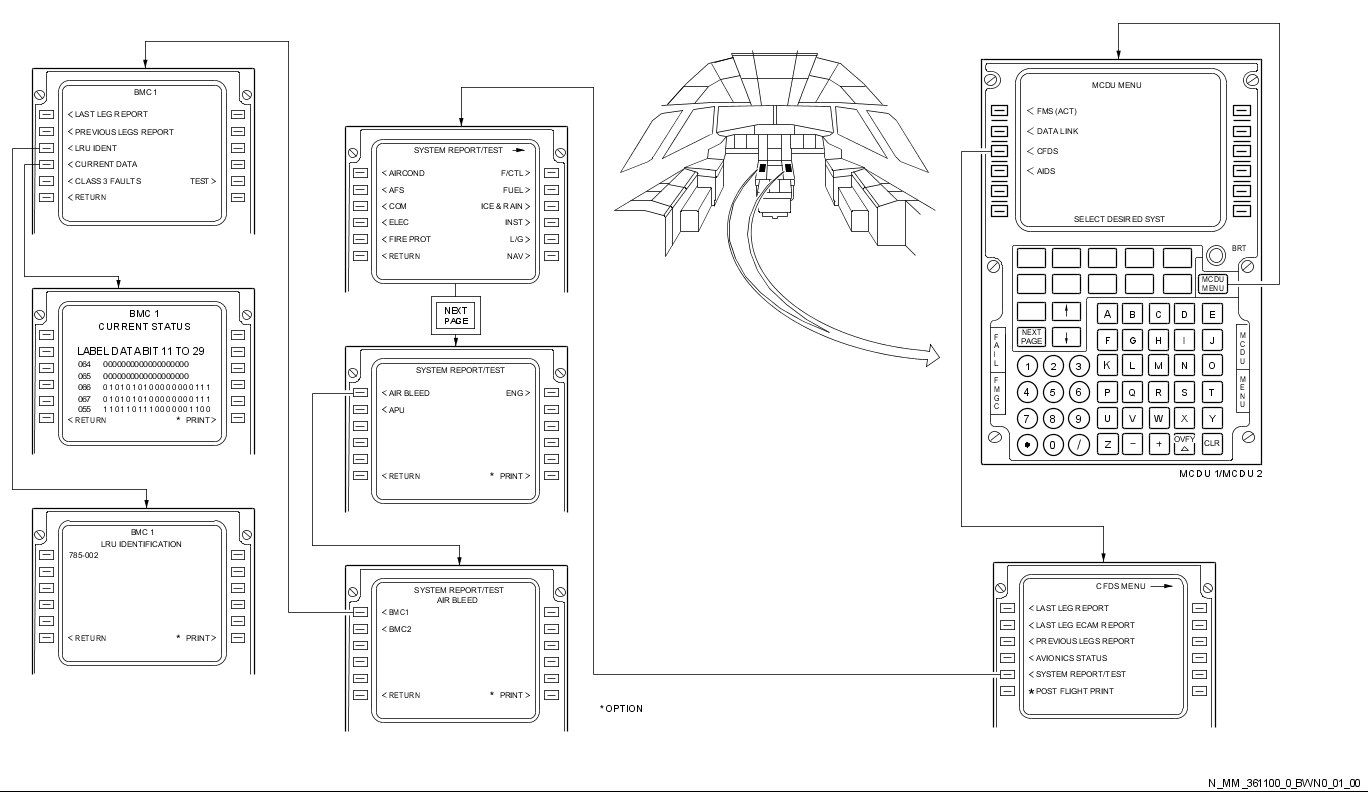 BMC 1
< LAST LEG REPORT
< PREVIOUS LEGS REPORT
< LRU IDENT
< CURRENT DATA
< CLASS 3 FAULTS TEST >
< RETURN
BMC 1
CURRENT STATUS
LABEL DATA BIT 11 TO 29
064 0000000000000000000
065 0000000000000000000
066 0101010100000000111
067 0101010100000000111
055 1101101110000001100
< RETURN * PRINT >
BMC 1
LRU IDENTIFICATION
785-002
< RETURN * PRINT >
SYSTEM REPORT/TEST
< AIRCOND F/CTL >
< AFS FUEL >
< COM ICE & RAIN >
< ELEC INST >
< FIRE PROT L/G >
< RETURN NAV >
NEXT
PAGE
SYSTEM REPORT/TEST
< AIR BLEED ENG >
< APU
< RETURN * PRINT >
SYSTEM REPORT/TEST
AIR BLEED
< BMC1
< BMC2
< RETURN * PRINT >
* OPTION
MCDU MENU
< FMS (ACT)
< DATA LINK
< CFDS
< AIDS
SELECT DESIRED SYST
BRT
MCDU
MENU
NEXT
PAGE
A B C D E
F G H I J
K L M N O
P Q R S T
U V W X Y
Z - + OVFY CLR
1 2 3
4 5 6
7 8 9
0 /
FAIL
FMGC
MCDU
MENU
MCDU 1/MCDU 2
CFDS MENU
< LAST LEG REPORT
< LAST LEG ECAM REPORT
< PREVIOUS LEGS REPORT
< AVIONICS STATUS
< SYSTEM REPORT/TEST
* POST FLIGHT PRINT
N_MM_361100_0_BWN0_01_00